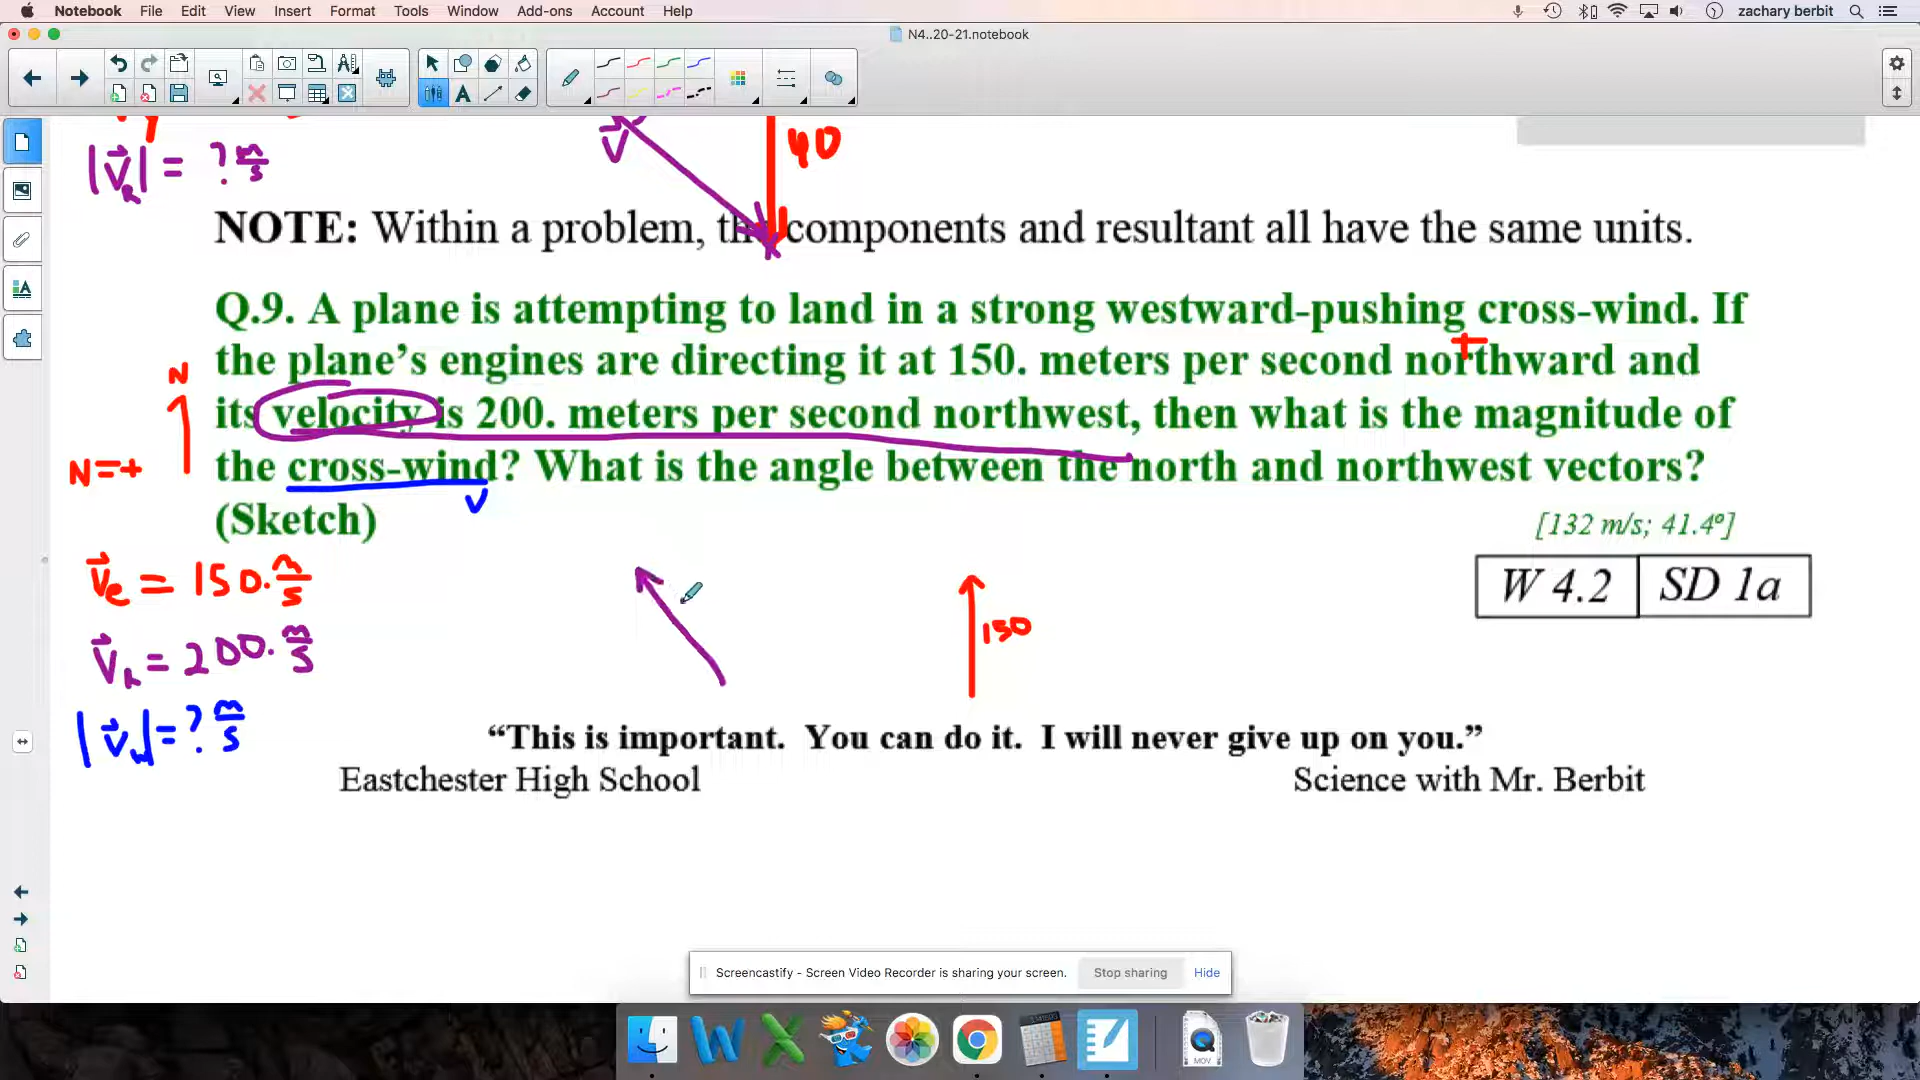 Notebook File Edit View Insert Format Tools Window Add-ons Account Help zachary berbit
N4..20-21.notebook
|v⃗R| = ? m/s
V
40
NOTE: Within a problem, the components and resultant all have the same units.
Q.9. A plane is attempting to land in a strong westward-pushing cross-wind. If
the plane's engines are directing it at 150. meters per second northward and
its velocity is 200. meters per second northwest, then what is the magnitude of
the cross-wind? What is the angle between the north and northwest vectors?
(Sketch)
+
N
N=+
v
[132 m/s; 41.4º]
W 4.2 SD 1a
v⃗e = 150. m/s
150
v⃗R = 200. m/s
|v⃗w| = ? m/s
“This is important. You can do it. I will never give up on you.”
Eastchester High School Science with Mr. Berbit
Screencastify - Screen Video Recorder is sharing your screen. Stop sharing Hide
MOV